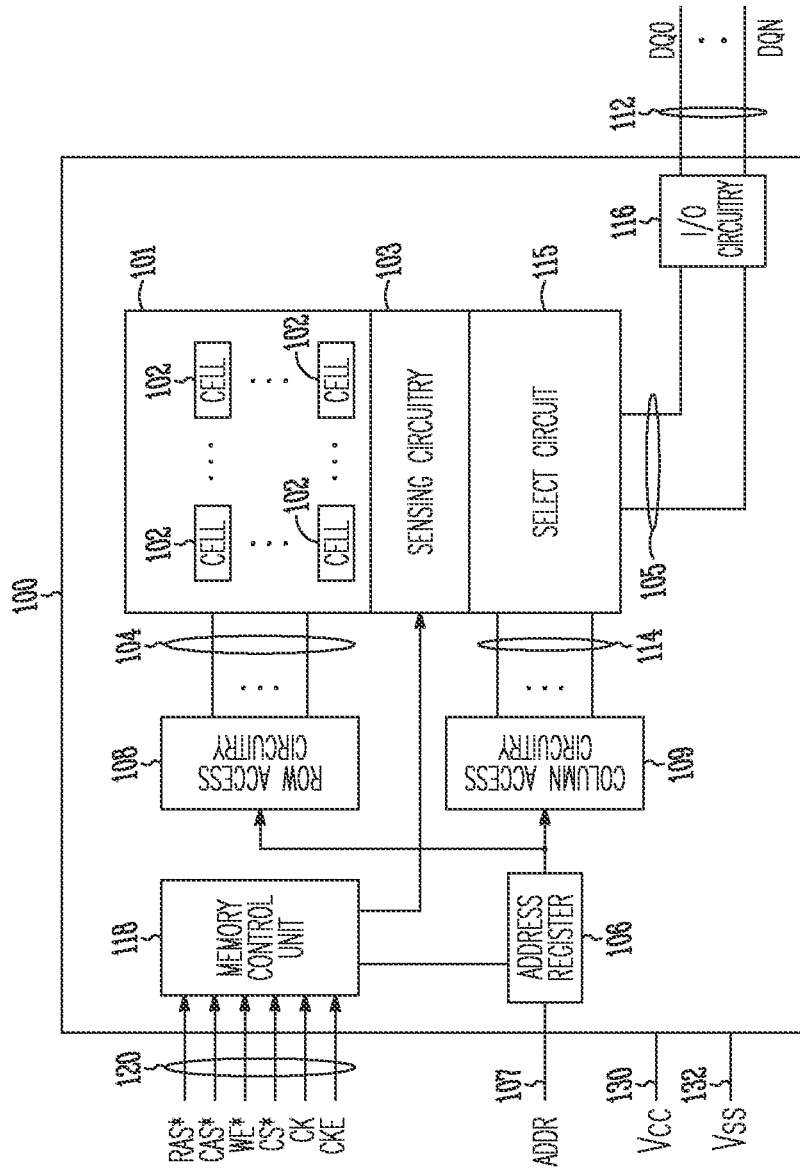 100
120
RAS*
CAS*
WE*
CS*
CK
CKE
118
MEMORY
CONTROL
UNIT
108
ROW ACCESS
CIRCUITRY
104
101
102
CELL
102
CELL
102
CELL
102
CELL
103
SENSING CIRCUITRY
115
SELECT CIRCUIT
107
ADDR
ADDRESS
REGISTER
106
COLUMN ACCESS
CIRCUITRY
109
114
105
116
I/O
CIRCUITRY
112
DQ0
DQN
130
VCC
132
VSS